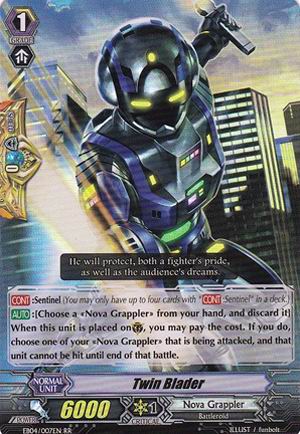 1
GRADE
0
He will protect, both a fighter's pride,
as well as the audience's dreams.
CONT:Sentinel (You may only have up to four cards with "CONT:Sentinel" in a deck.)
AUTO:[Choose a «Nova Grappler» from your hand, and discard it]
When this unit is placed on, you may pay the cost. If you do,
choose one of your «Nova Grappler» that is being attacked, and that
unit cannot be hit until end of that battle.
NORMAL UNIT
Twin Blader
POWER
6000
1
CRITICAL
Nova Grappler
Battleroid
EB04/007EN RR
ILLUST / funbolt